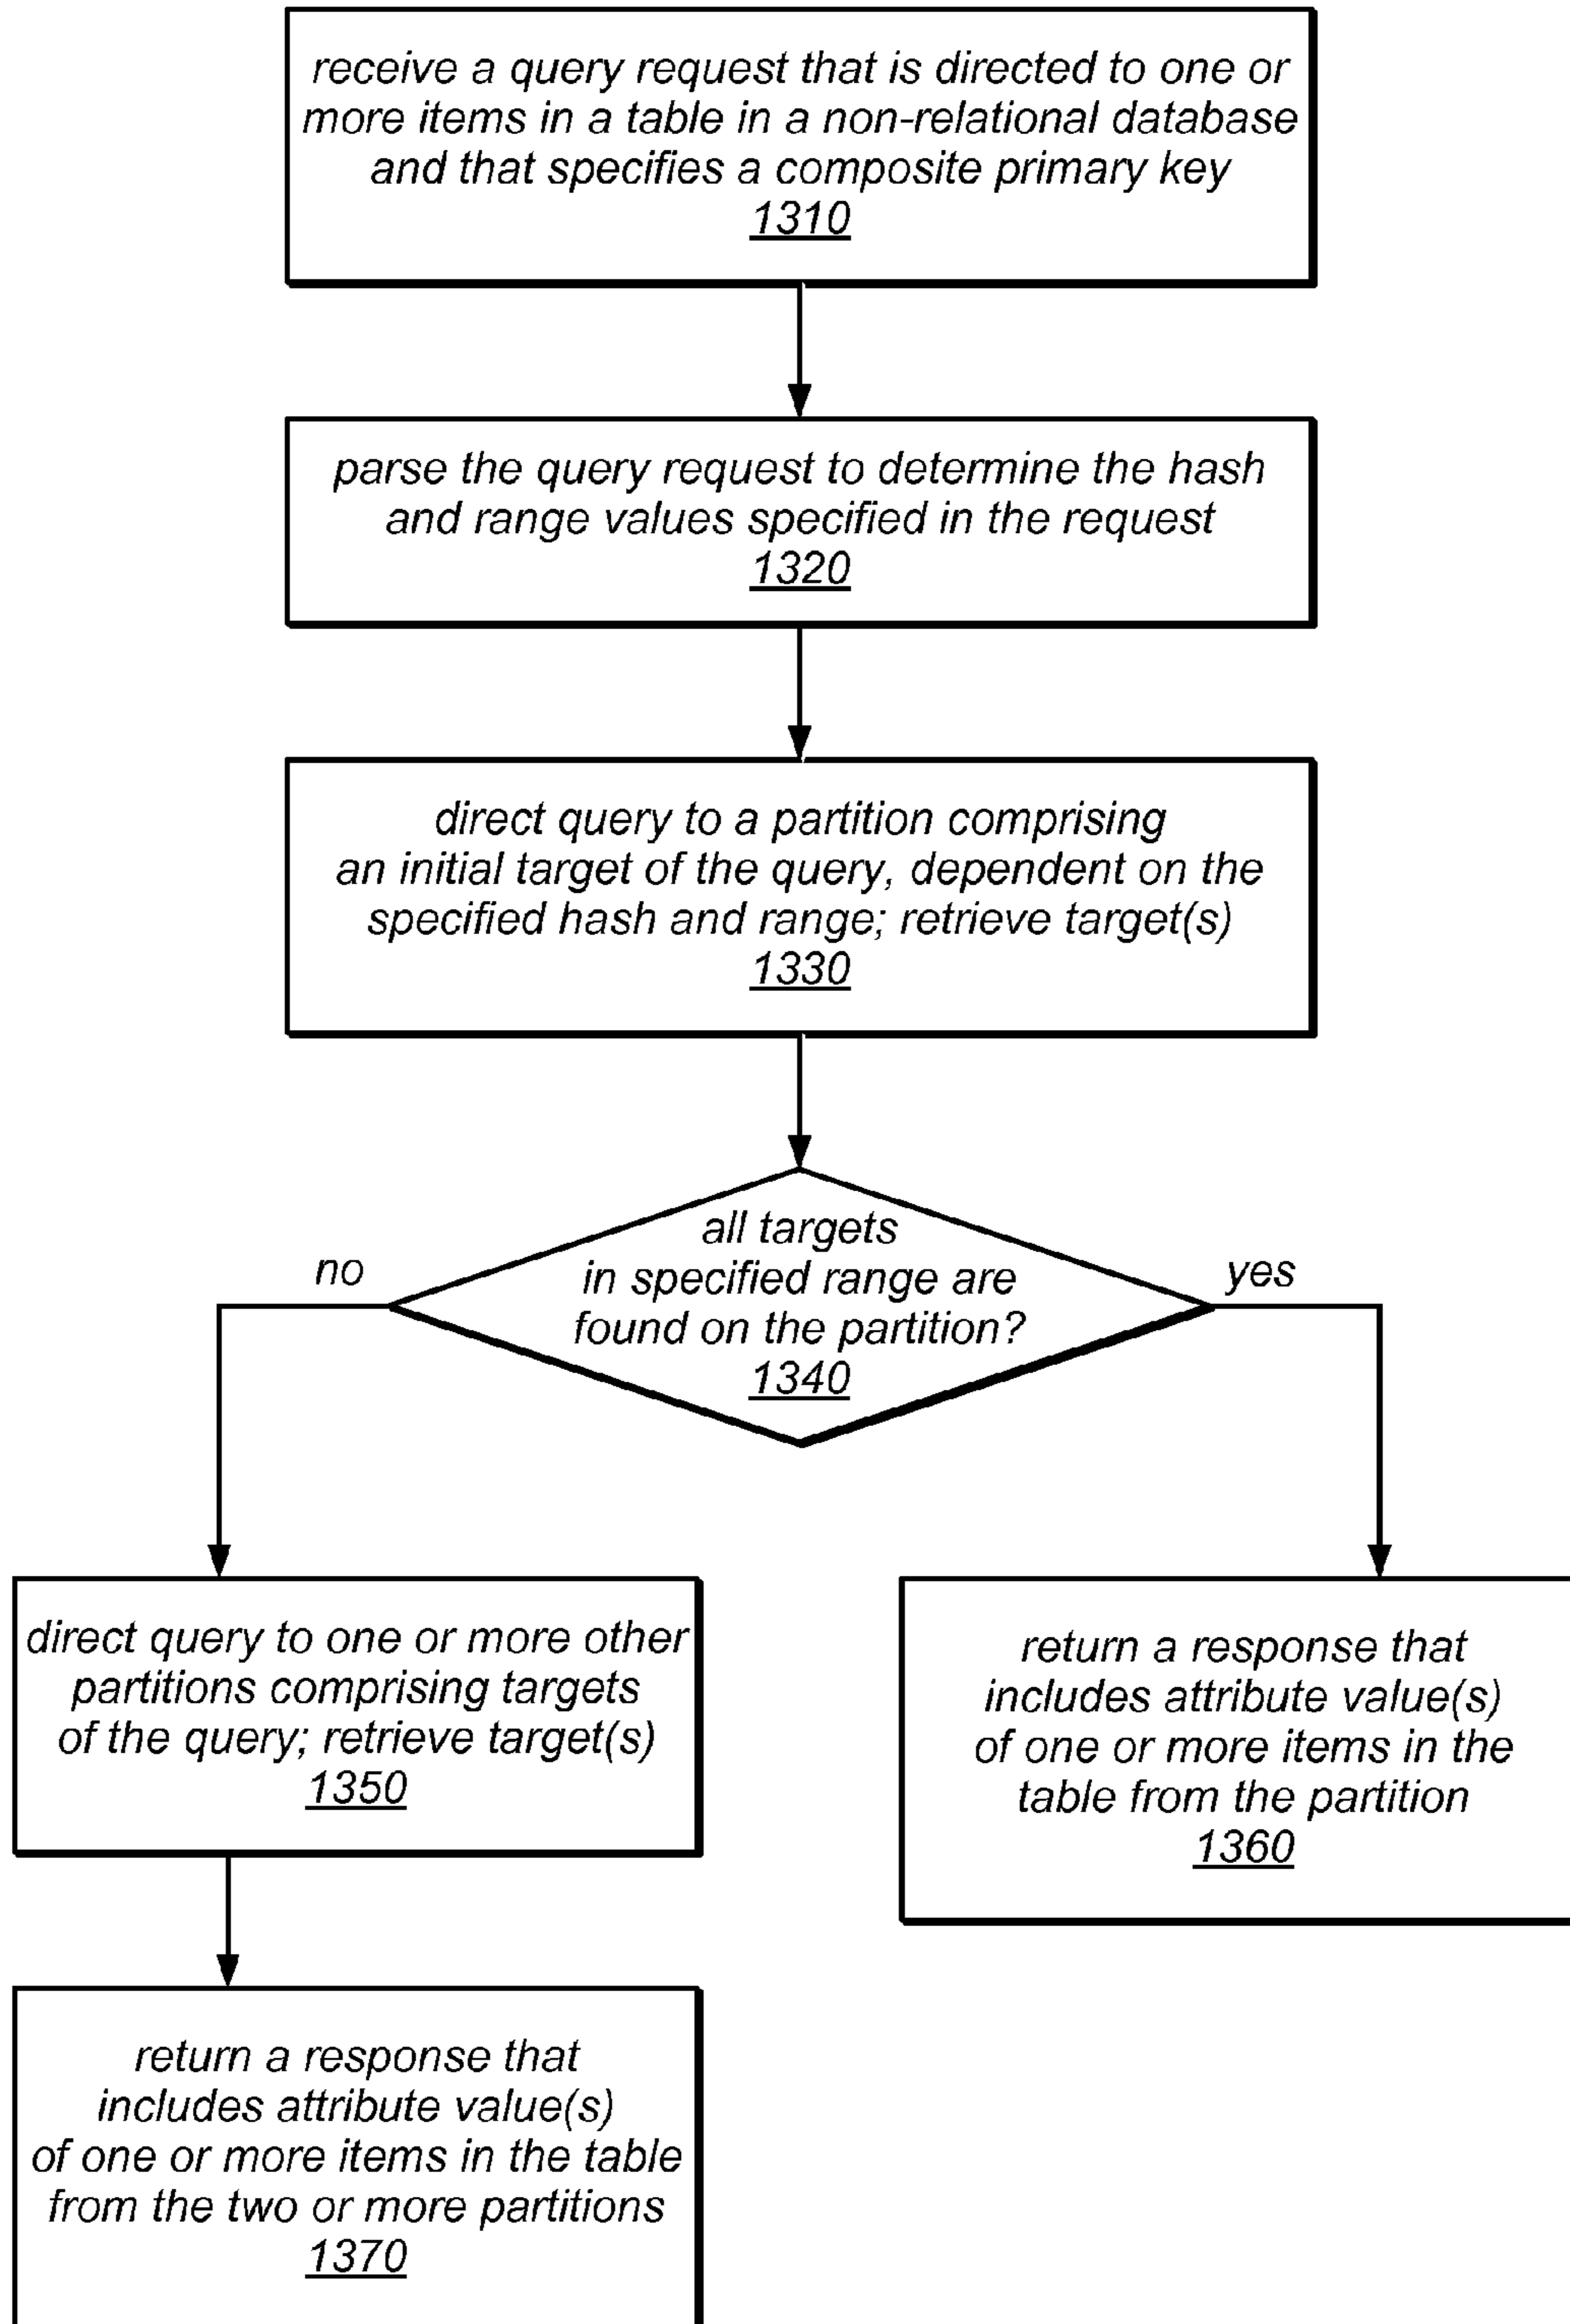 receive a query request that is directed to one or
more items in a table in a non-relational database
and that specifies a composite primary key
1310
parse the query request to determine the hash
and range values specified in the request
1320
direct query to a partition comprising
an initial target of the query, dependent on the
specified hash and range; retrieve target(s)
1330
all targets
in specified range are
found on the partition?
1340
no
yes
direct query to one or more other
partitions comprising targets
of the query; retrieve target(s)
1350
return a response that
includes attribute value(s)
of one or more items in the
table from the partition
1360
return a response that
includes attribute value(s)
of one or more items in the table
from the two or more partitions
1370